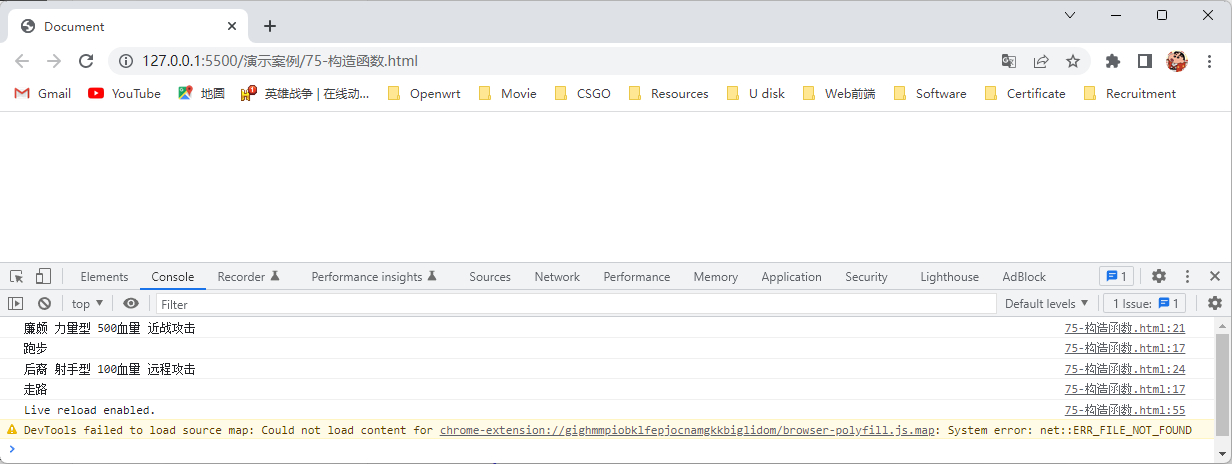 Document
127.0.0.1:5500/演示案例/75-构造函数.html
Gmail YouTube 地圖 英雄战争 | 在线动... Openwrt Movie CSGO Resources U disk Web前端 Software Certificate Recruitment
Elements Console Recorder Performance insights Sources Network Performance Memory Application Security Lighthouse AdBlock 1
top Filter Default levels 1 Issue: 1
廉颇 力量型 500血量 近战攻击 75-构造函数.html:21
跑步 75-构造函数.html:17
后裔 射手型 100血量 远程攻击 75-构造函数.html:24
走路 75-构造函数.html:17
Live reload enabled. 75-构造函数.html:55
DevTools failed to load source map: Could not load content for chrome-extension://gighmmpiobklfepjocnamgkkbiglidom/browser-polyfill.js.map: System error: net::ERR_FILE_NOT_FOUND